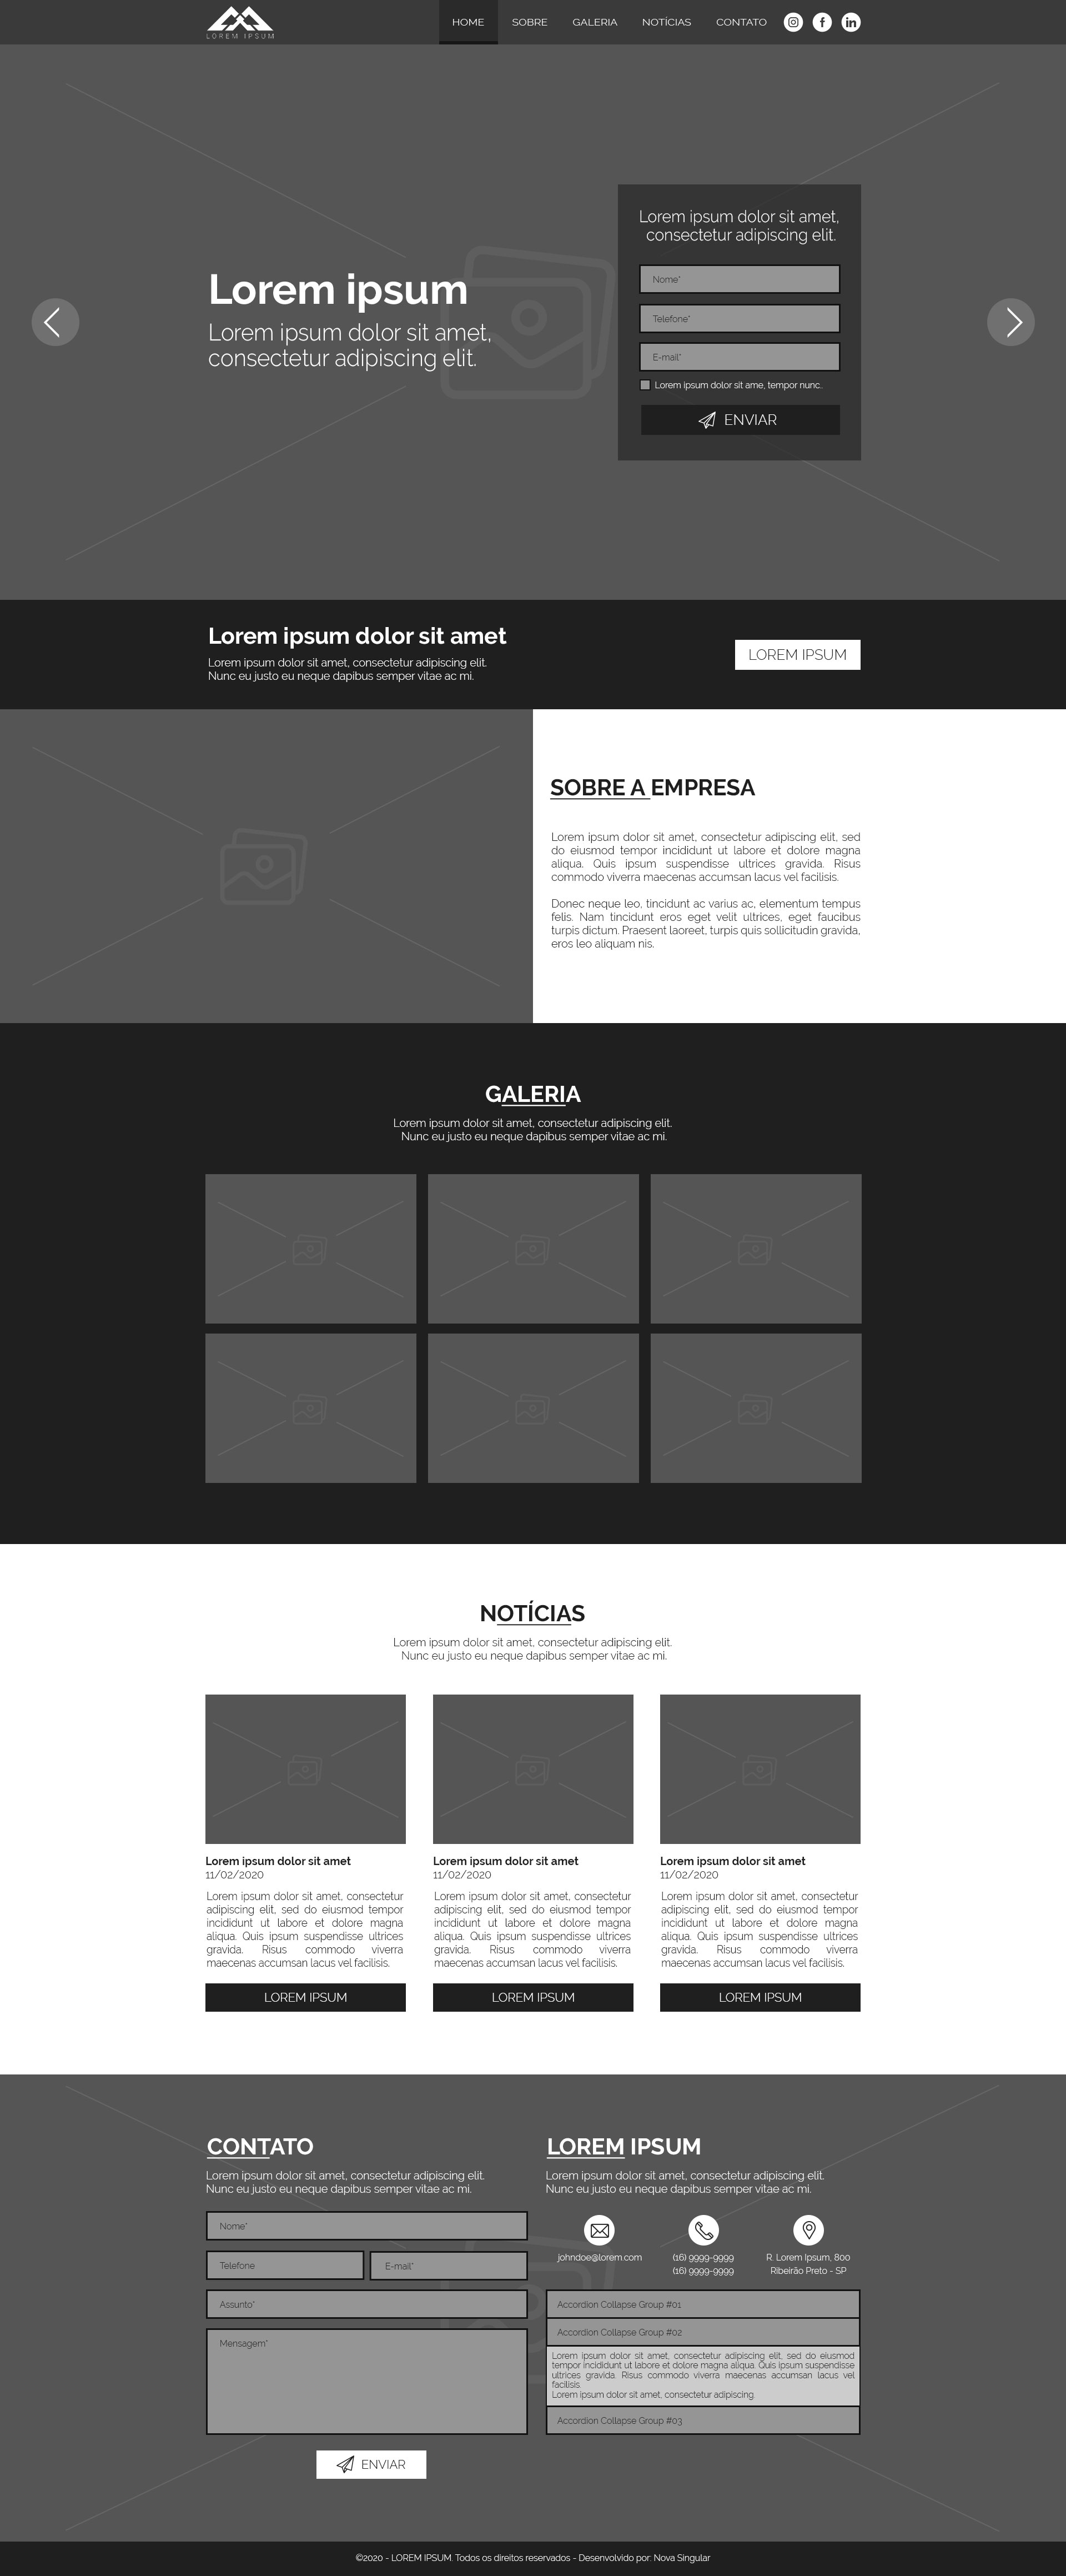 LOREM IPSUM
HOME SOBRE GALERIA NOTÍCIAS CONTATO
Lorem ipsum
Lorem ipsum dolor sit amet,
consectetur adipiscing elit.
Lorem ipsum dolor sit amet,
consectetur adipiscing elit.
Nome*
Telefone*
E-mail*
Lorem ipsum dolor sit ame, tempor nunc..
ENVIAR
Lorem ipsum dolor sit amet
Lorem ipsum dolor sit amet, consectetur adipiscing elit.
Nunc eu justo eu neque dapibus semper vitae ac mi.
LOREM IPSUM
SOBRE A EMPRESA
Lorem ipsum dolor sit amet, consectetur adipiscing elit, sed
do eiusmod tempor incididunt ut labore et dolore magna
aliqua. Quis ipsum suspendisse ultrices gravida. Risus
commodo viverra maecenas accumsan lacus vel facilisis.
Donec neque leo, tincidunt ac varius ac, elementum tempus
felis. Nam tincidunt eros eget velit ultrices, eget faucibus
turpis dictum. Praesent laoreet, turpis quis sollicitudin gravida,
eros leo aliquam nis.
GALERIA
Lorem ipsum dolor sit amet, consectetur adipiscing elit.
Nunc eu justo eu neque dapibus semper vitae ac mi.
NOTÍCIAS
Lorem ipsum dolor sit amet, consectetur adipiscing elit.
Nunc eu justo eu neque dapibus semper vitae ac mi.
Lorem ipsum dolor sit amet
11/02/2020
Lorem ipsum dolor sit amet, consectetur
adipiscing elit, sed do eiusmod tempor
incididunt ut labore et dolore magna
aliqua. Quis ipsum suspendisse ultrices
gravida. Risus commodo viverra
maecenas accumsan lacus vel facilisis.
LOREM IPSUM
Lorem ipsum dolor sit amet
11/02/2020
Lorem ipsum dolor sit amet, consectetur
adipiscing elit, sed do eiusmod tempor
incididunt ut labore et dolore magna
aliqua. Quis ipsum suspendisse ultrices
gravida. Risus commodo viverra
maecenas accumsan lacus vel facilisis.
LOREM IPSUM
Lorem ipsum dolor sit amet
11/02/2020
Lorem ipsum dolor sit amet, consectetur
adipiscing elit, sed do eiusmod tempor
incididunt ut labore et dolore magna
aliqua. Quis ipsum suspendisse ultrices
gravida. Risus commodo viverra
maecenas accumsan lacus vel facilisis.
LOREM IPSUM
CONTATO
Lorem ipsum dolor sit amet, consectetur adipiscing elit.
Nunc eu justo eu neque dapibus semper vitae ac mi.
Nome*
Telefone
E-mail*
Assunto*
Mensagem*
ENVIAR
LOREM IPSUM
Lorem ipsum dolor sit amet, consectetur adipiscing elit.
Nunc eu justo eu neque dapibus semper vitae ac mi.
johndoe@lorem.com
(16) 9999-9999
(16) 9999-9999
R. Lorem Ipsum, 800
Ribeirão Preto - SP
Accordion Collapse Group #01
Accordion Collapse Group #02
Lorem ipsum dolor sit amet, consectetur adipiscing elit, sed do eiusmod
tempor incididunt ut labore et dolore magna aliqua. Quis ipsum suspendisse
ultrices gravida. Risus commodo viverra maecenas accumsan lacus vel
facilisis.
Lorem ipsum dolor sit amet, consectetur adipiscing
Accordion Collapse Group #03
©2020 - LOREM IPSUM. Todos os direitos reservados - Desenvolvido por: Nova Singular